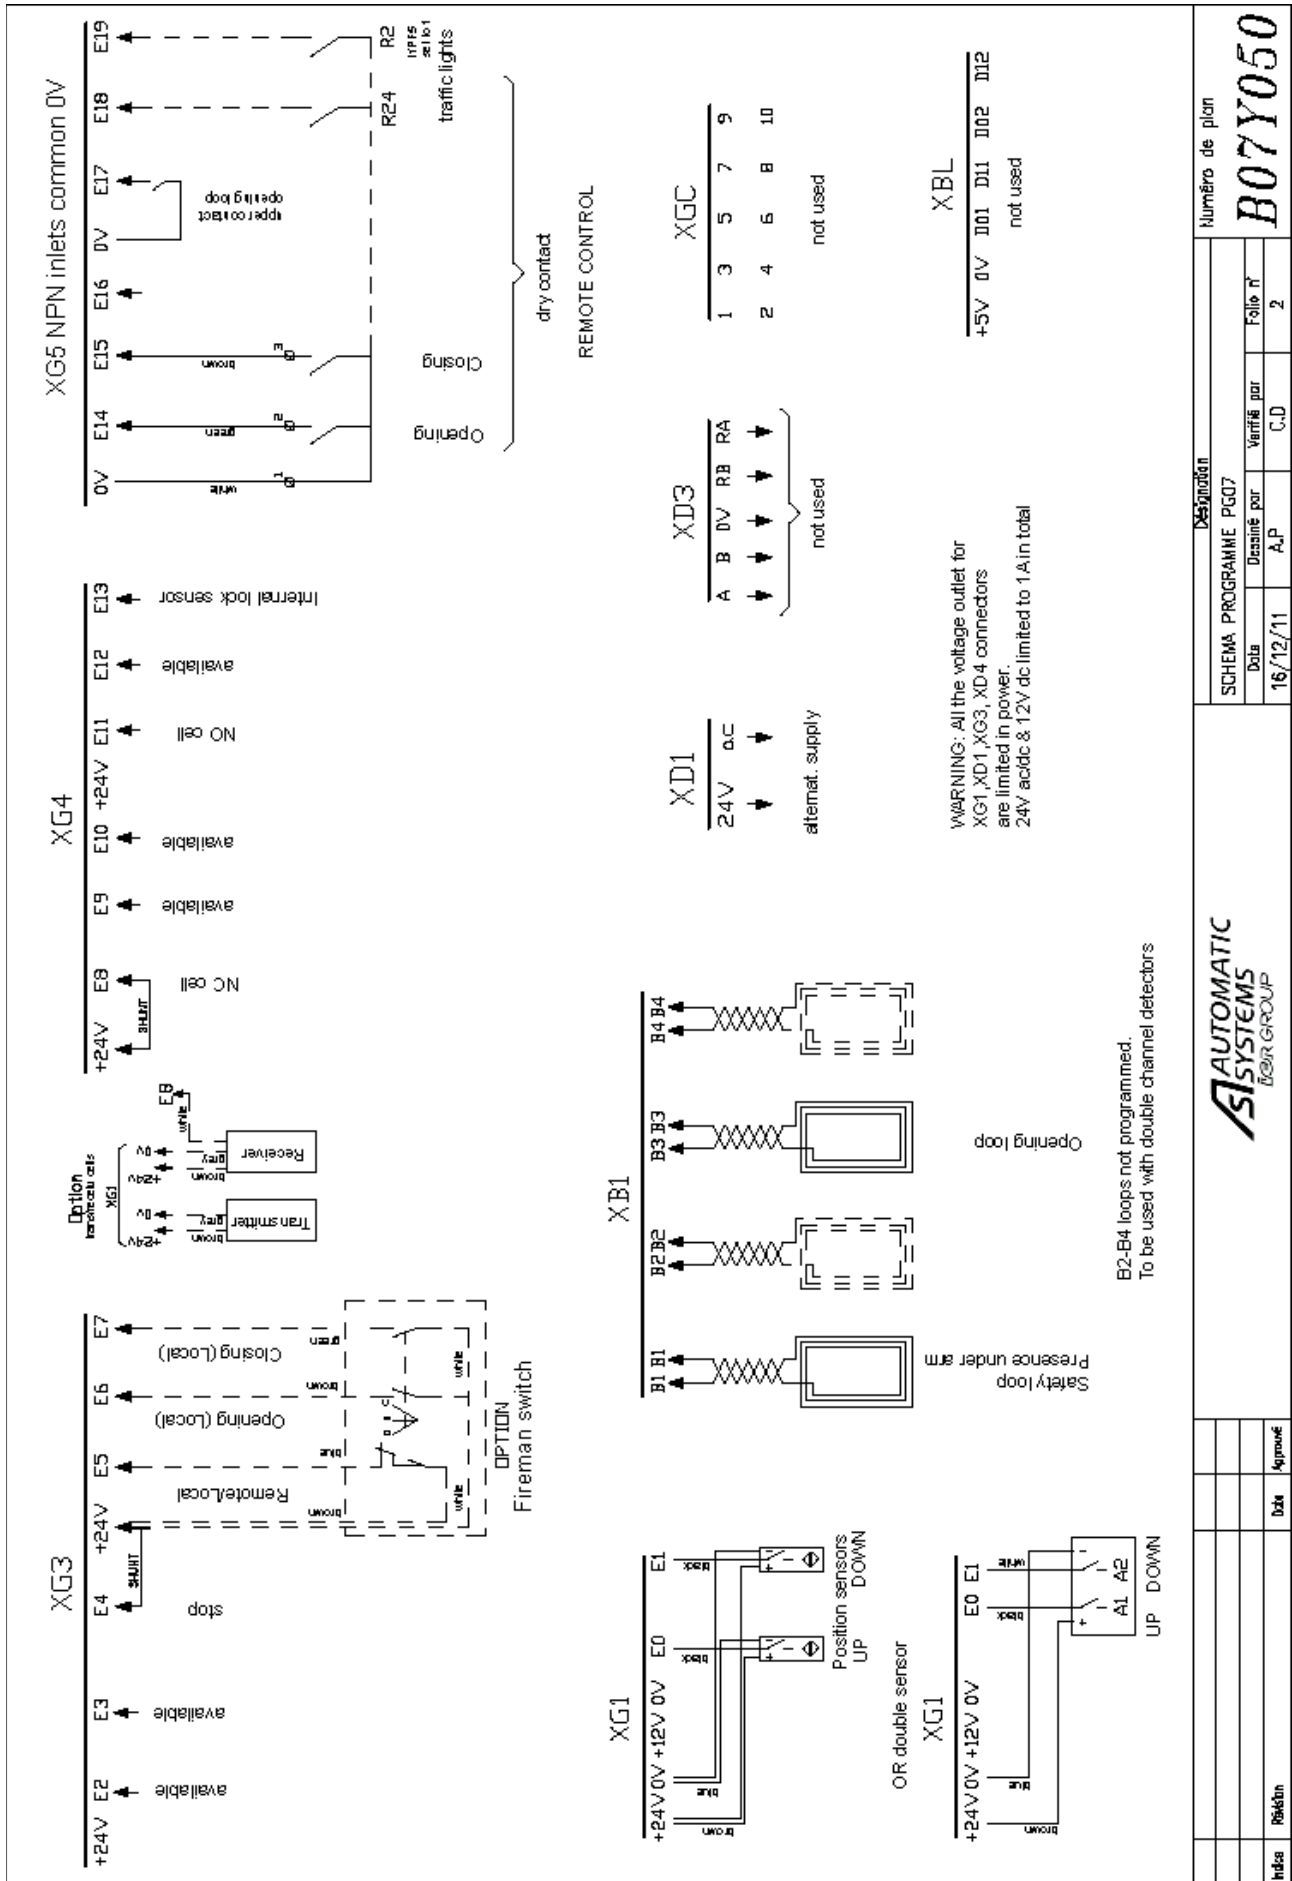 XG3
+24V E2 E3 E4 +24V E5 E6 E7
available
available
stop
SHUNT
Remote/Local
Opening (Local)
Closing (Local)
brown
blue
brown
green
white
white
OPTION
Fireman switch
Option
XG1
+24V 0V +24V 0V
brown
grey
brown
grey
white
E8
Transmitter
Receiver
XG4
+24V E8 E9 E10 +24V E11 E12 E13
SHUNT
NC cell
available
available
NO cell
available
Internal lock sensor
XG5 NPN inlets common 0V
0V E14 E15 E16 0V E17 E18 E19
white
green
brown
1
2
3
Opening
Closing
upper contact
opening loop
R24
R2
set to 1
traffic lights
dry contact
REMOTE CONTROL
XG1
+24V 0V +12V 0V E0 E1
brown
blue
black
black
Position sensors
UP DOWN
OR double sensor
XG1
+24V 0V +12V 0V E0 E1
brown
blue
black
white
+ A1 A2 -
UP DOWN
XB1
B1 B1 B2 B2 B3 B3 B4 B4
Safety loop
Presence under arm
Opening loop
B2-B4 loops not programmed.
To be used with double channel detectors
XD1
24V a.c
alternat. supply
XD3
A B 0V RB RA
not used
XGC
1 3 5 7 9
2 4 6 8 10
not used
WARNING: All the voltage outlet for
XG1,XD1,XG3, XD4 connectors
are limited in power.
24V ac/dc & 12V dc limited to 1A in total
XBL
+5V 0V D01 D11 D02 D12
not used
Indice
Révision
Date
Approuvé
AUTOMATIC
SYSTEMS
IER GROUP
Désignation
SCHEMA PROGRAMME PG07
Date
Dessiné par
Vérifié par
Folio n°
16/12/11
A.P
C.D
2
Numéro de plan
B07Y050